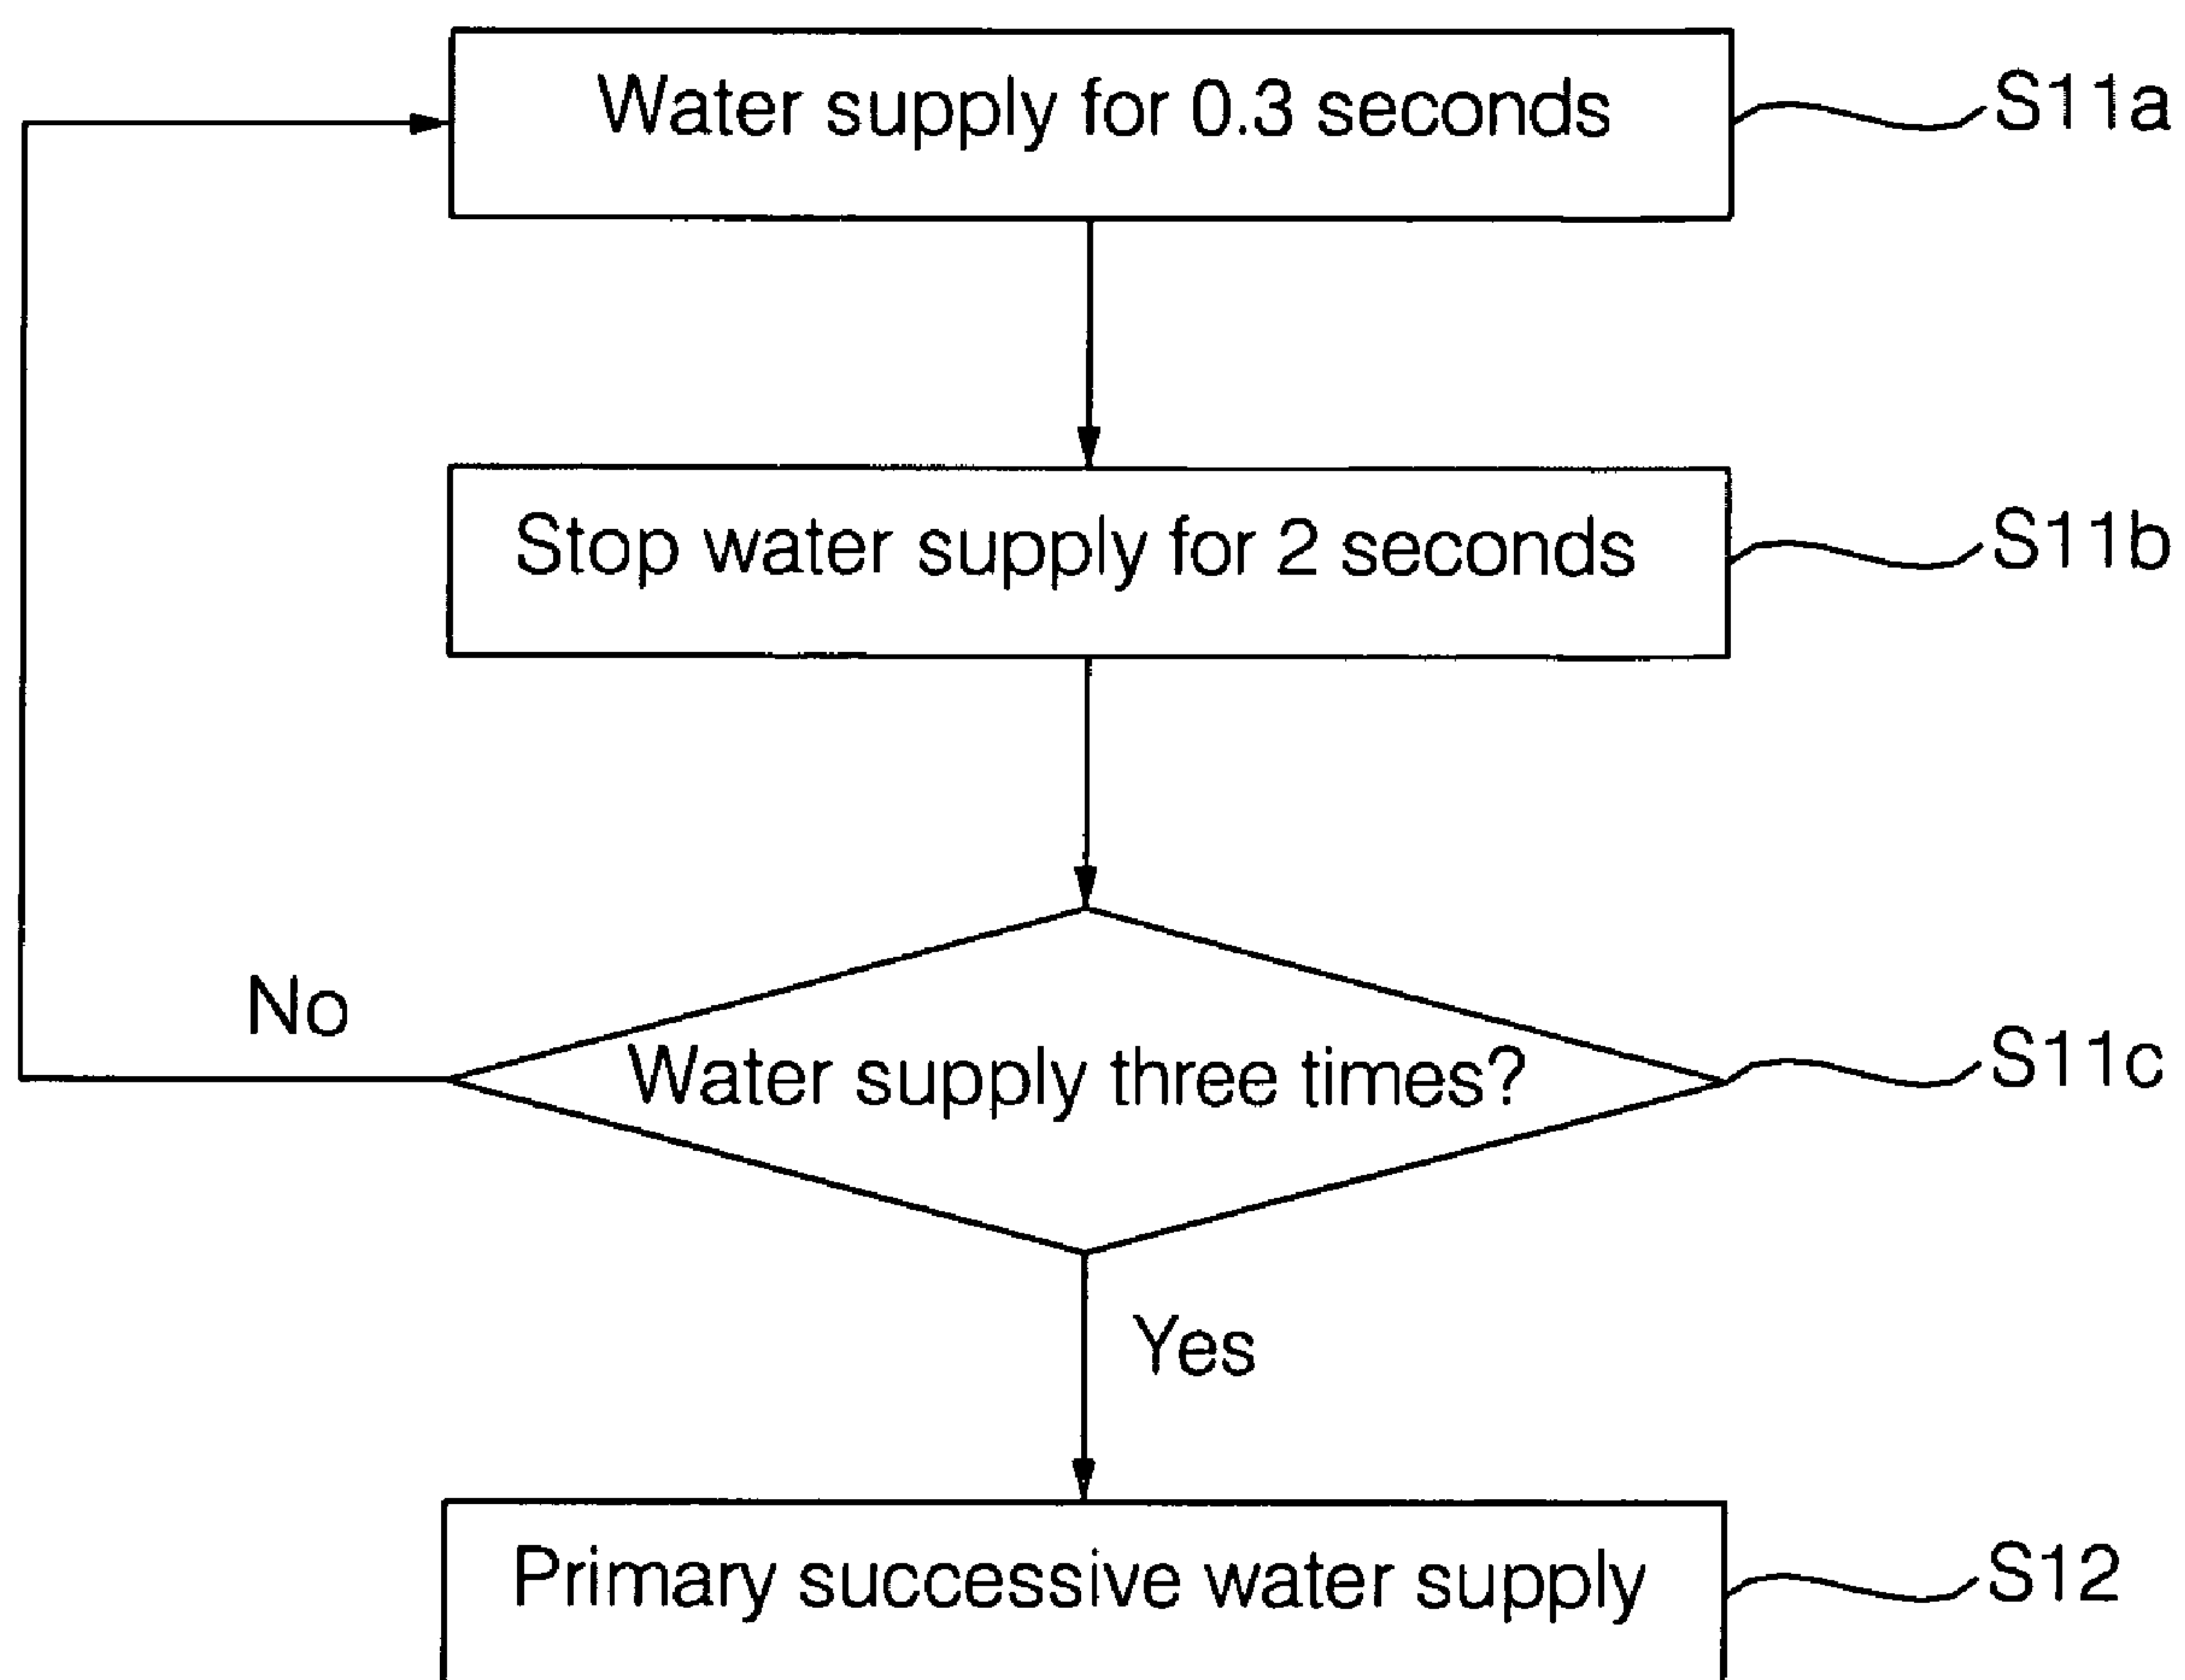 Water supply for 0.3 seconds
S11a
Stop water supply for 2 seconds
S11b
No
Water supply three times?
S11c
Yes
Primary successive water supply
S12